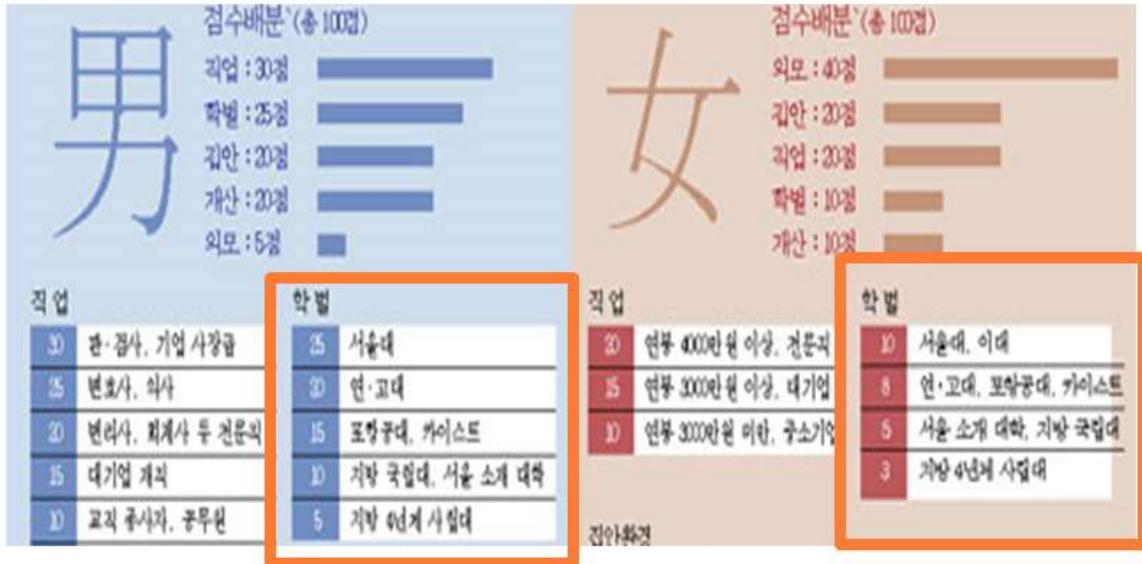 男
점수배분 (총 100점)
직업 : 30점
학벌 : 25점
집안 : 20점
재산 : 20점
외모 : 5점
직업
30 판·검사, 기업 사장급
25 변호사, 의사
20 변리사, 회계사 등 전문직
15 대기업 재직
10 교직 종사자, 공무원
학벌
25 서울대
20 연·고대
15 포항공대, 카이스트
10 지방 국립대, 서울 소재 대학
5 지방 4년제 사립대
女
점수배분 (총 100점)
외모 : 40점
집안 : 20점
직업 : 20점
학벌 : 10점
재산 : 10점
직업
20 연봉 4000만원 이상, 전문직
15 연봉 3000만원 이상, 대기업
10 연봉 3000만원 미만, 중소기업
집안환경
학벌
10 서울대, 이대
8 연·고대, 포항공대, 카이스트
5 서울 소재 대학, 지방 국립대
3 지방 4년제 사립대